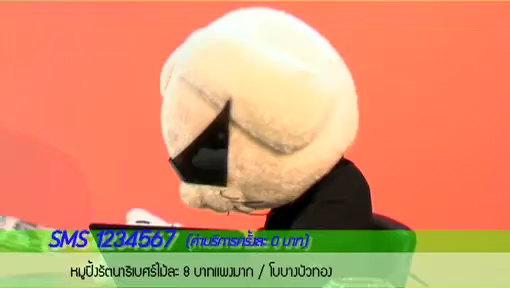 SMS 1234567 (ค่าบริการครั้งละ 0 บาท)
หมูปิ้งรัตนาธิเบศร์ไม้ละ 8 บาทแพงมาก / โบบางบัวทอง